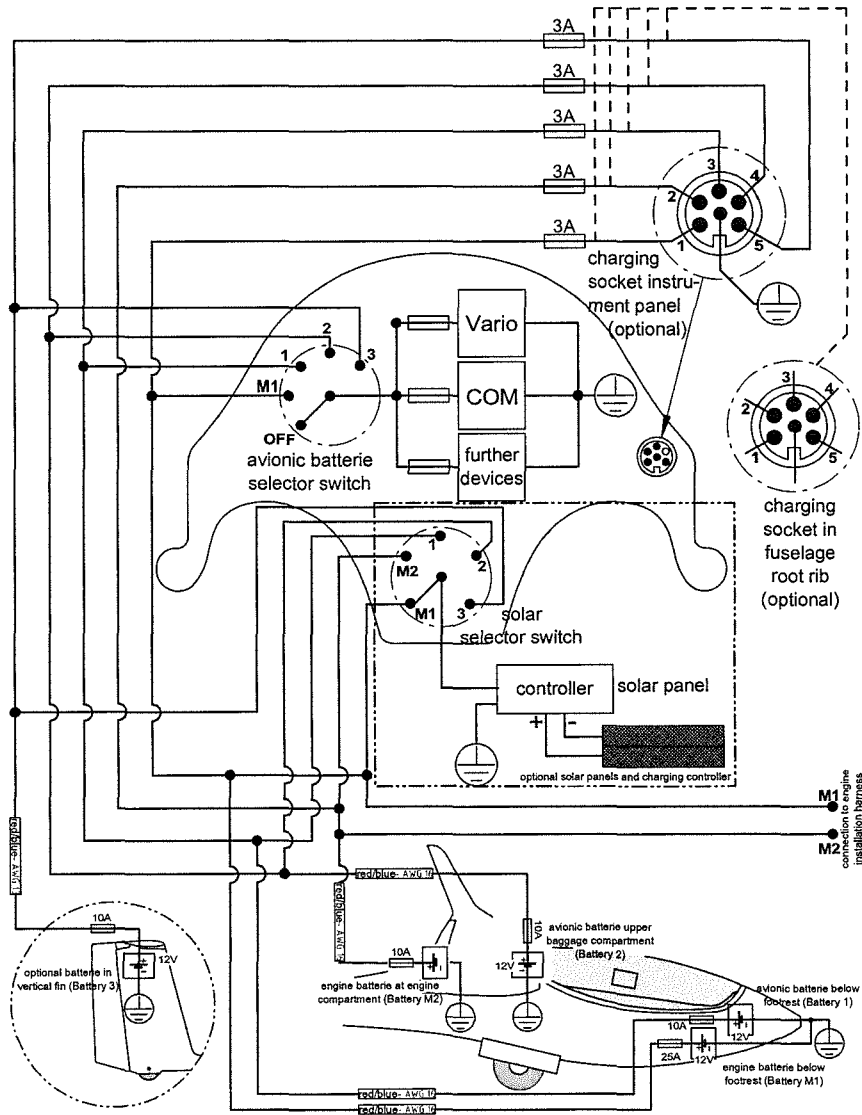 3A
3A
3A
3A
3A
3
4
2
1
5
charging
socket instru-
ment panel
(optional)
Vario
COM
further
devices
1
2
3
M1
OFF
avionic batterie
selector switch
3
4
2
1
5
charging
socket in
fuselage
root rib
(optional)
1
M2
2
M1
3
solar
selector switch
controller
solar panel
+
-
optional solar panels and charging controller
M1
M2
connection to engine
installation harness
red/blue- AWG 1
red/blue- AWG 16
red/blue- AWG 1
10A
12V
optional batterie in
vertical fin (Battery 3)
10A
engine batterie at engine
compartment (Battery M2)
10A
12V
avionic batterie upper
baggage compartment
(Battery 2)
avionic batterie below
footrest (Battery 1)
10A
12V
25A
12V
engine batterie below
footrest (Battery M1)
red/blue- AWG 16
red/blue- AWG 16